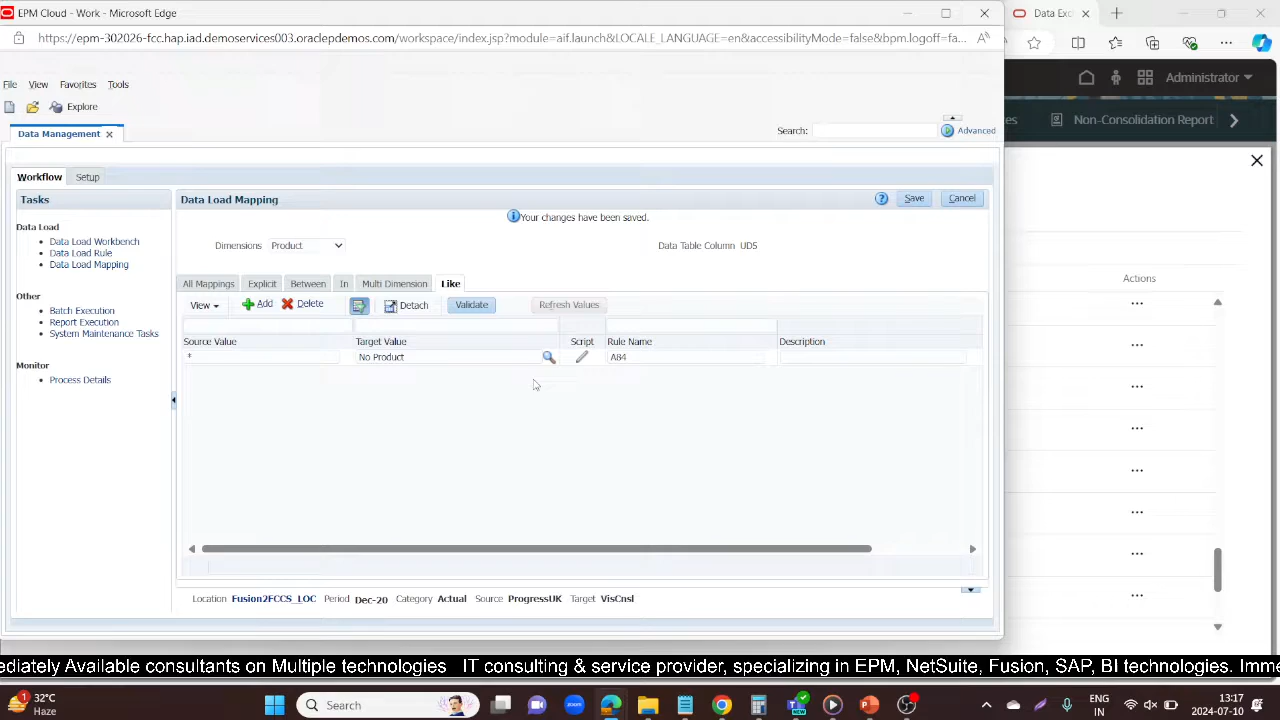 EPM Cloud - Work - Microsoft Edge
Data Exc
https://epm-302026-fcc.hap.iad.demoservices003.oraclepdemos.com/workspace/index.jsp?module=aif.launch&LOCALE_LANGUAGE=en&accessibilityMode=false&bpm.logoff=fa...
Administrator
File View Favorites Tools
Explore
Non-Consolidation Report
Data Management
Search:
Advanced
Workflow Setup
Tasks
Data Load Mapping
Save Cancel
Your changes have been saved.
Data Load
Data Load Workbench
Data Load Rule
Data Load Mapping
Dimensions Product
Data Table Column UD5
Actions
All Mappings Explicit Between In Multi Dimension Like
Other
Batch Execution
Report Execution
System Maintenance Tasks
View Add Delete Detach Validate Refresh Values
Source Value Target Value Script Rule Name Description
* No Product A84
Monitor
Process Details
Location Fusion2FCCS_LOC Period Dec-20 Category Actual Source ProgressUK Target VisCnsl
ediately Available consultants on Multiple technologies IT consulting & service provider, specializing in EPM, NetSuite, Fusion, SAP, BI technologies. Imme
1
32°C
Haze
Search
NEW
ENG
IN
13:17
2024-07-10